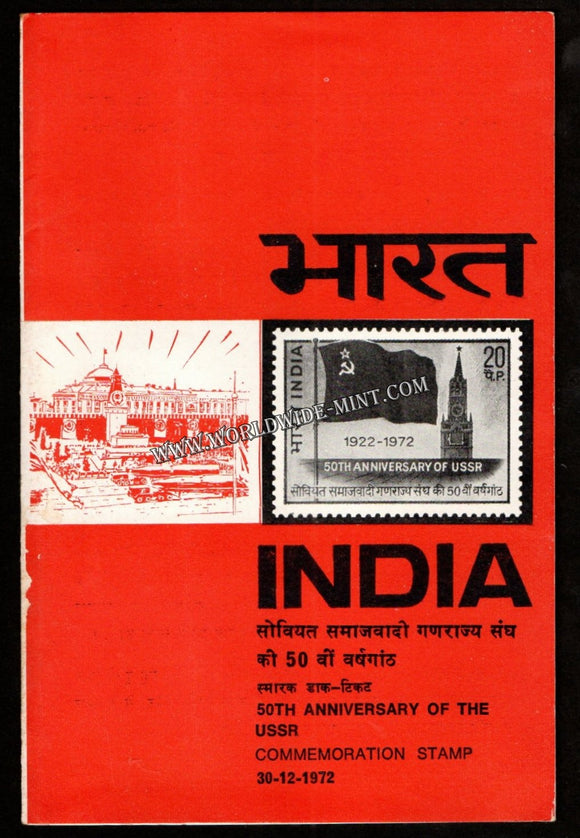 भारत
भारत INDIA
20
पै. P.
1922-1972
50TH ANNIVERSARY OF USSR
सोवियत समाजवादी गणराज्य संघ की 50 वीं वर्षगांठ
WWW.WORLDWIDE-MINT.COM
INDIA
सोवियत समाजवादी गणराज्य संघ
की 50 वीं वर्षगांठ
स्मारक डाक-टिकट
50TH ANNIVERSARY OF THE
USSR
COMMEMORATION STAMP
30-12-1972